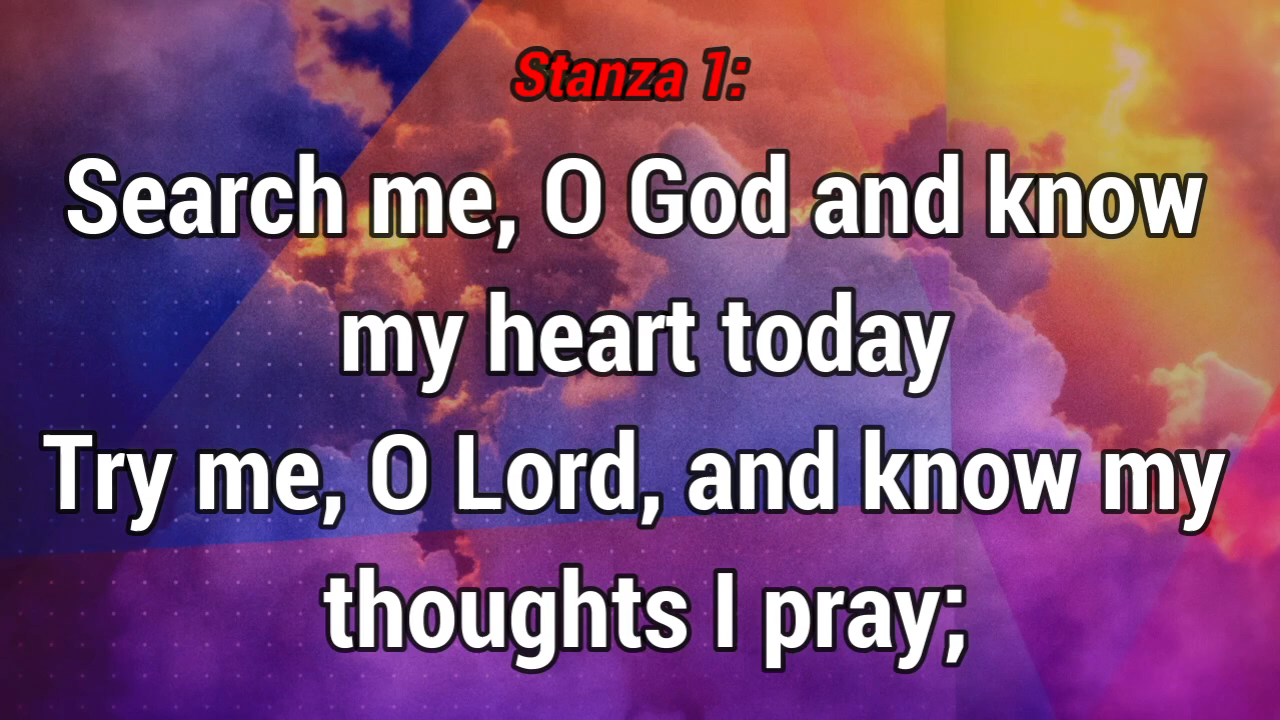 Stanza 1:
Search me, O God and know
my heart today
Try me, O Lord, and know my
thoughts I pray;